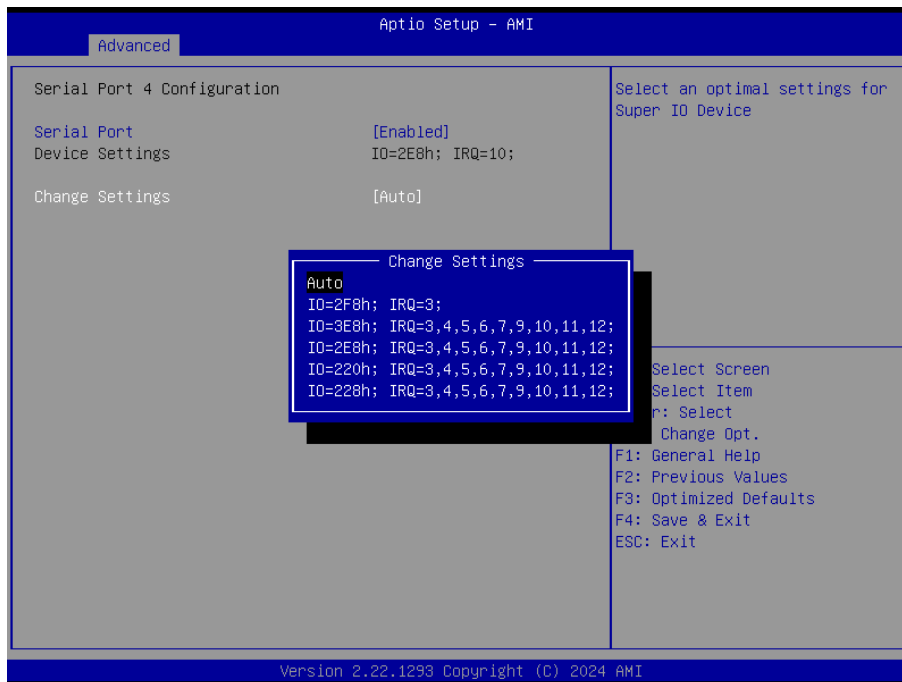 Aptio Setup – AMI
Advanced
Serial Port 4 Configuration
Serial Port [Enabled]
Device Settings IO=2E8h; IRQ=10;
Change Settings [Auto]
Select an optimal settings for
Super IO Device
Change Settings
Auto
IO=2F8h; IRQ=3;
IO=3E8h; IRQ=3,4,5,6,7,9,10,11,12;
IO=2E8h; IRQ=3,4,5,6,7,9,10,11,12;
IO=220h; IRQ=3,4,5,6,7,9,10,11,12;
IO=228h; IRQ=3,4,5,6,7,9,10,11,12;
Select Screen
Select Item
r: Select
Change Opt.
F1: General Help
F2: Previous Values
F3: Optimized Defaults
F4: Save & Exit
ESC: Exit
Version 2.22.1293 Copyright (C) 2024 AMI